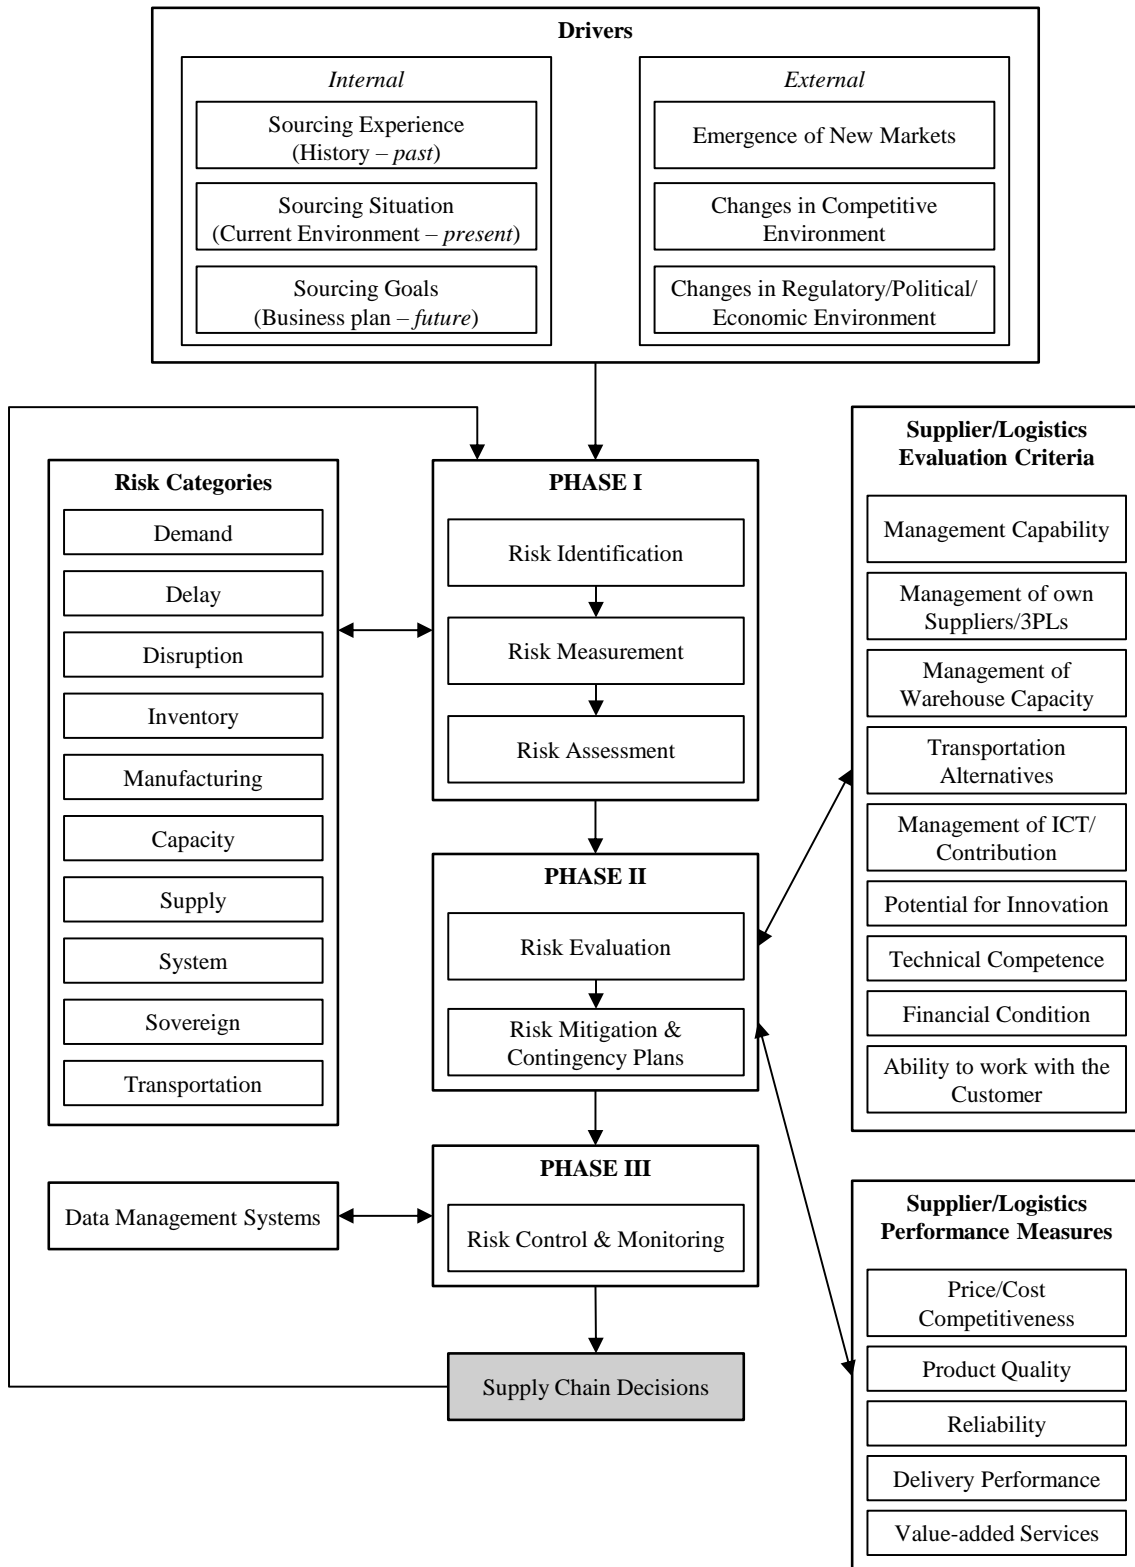 Drivers
Internal
Sourcing Experience
(History – past)
Sourcing Situation
(Current Environment – present)
Sourcing Goals
(Business plan – future)
External
Emergence of New Markets
Changes in Competitive
Environment
Changes in Regulatory/Political/
Economic Environment
Risk Categories
Demand
Delay
Disruption
Inventory
Manufacturing
Capacity
Supply
System
Sovereign
Transportation
Data Management Systems
PHASE I
Risk Identification
Risk Measurement
Risk Assessment
PHASE II
Risk Evaluation
Risk Mitigation &
Contingency Plans
PHASE III
Risk Control & Monitoring
Supply Chain Decisions
Supplier/Logistics
Evaluation Criteria
Management Capability
Management of own
Suppliers/3PLs
Management of
Warehouse Capacity
Transportation
Alternatives
Management of ICT/
Contribution
Potential for Innovation
Technical Competence
Financial Condition
Ability to work with the
Customer
Supplier/Logistics
Performance Measures
Price/Cost
Competitiveness
Product Quality
Reliability
Delivery Performance
Value-added Services